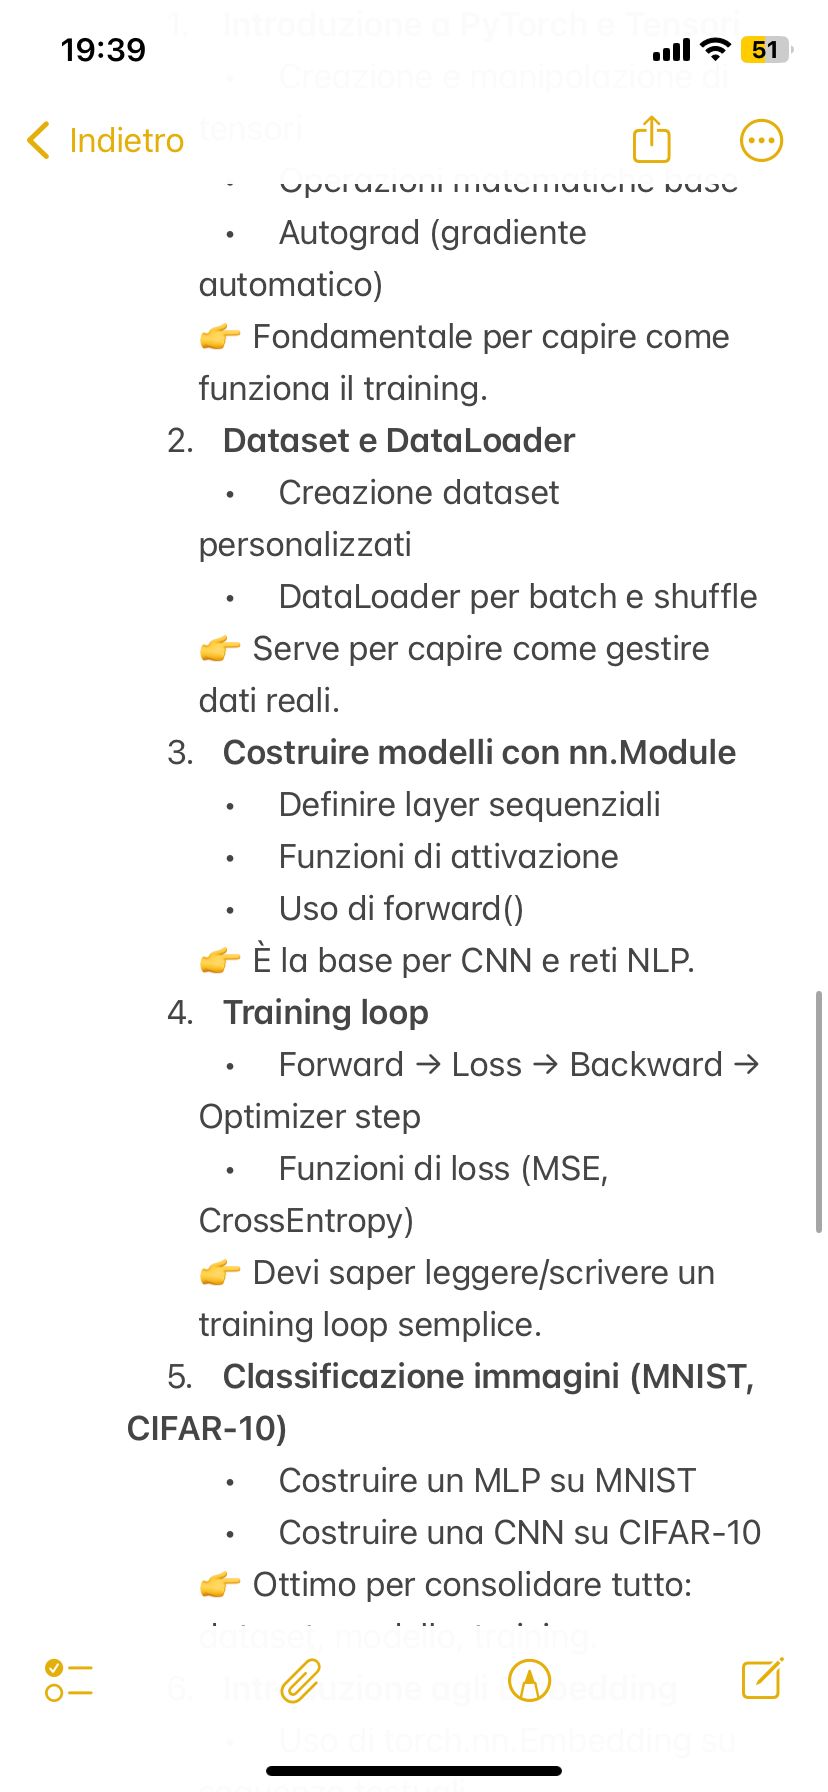 1. Introduzione a PyTorch e Tensori
19:39
51
• Creazione e manipolazione di
tensori
Indietro
• Operazioni matematiche base
• Autograd (gradiente
automatico)
👉 Fondamentale per capire come
funziona il training.
2. Dataset e DataLoader
• Creazione dataset
personalizzati
• DataLoader per batch e shuffle
👉 Serve per capire come gestire
dati reali.
3. Costruire modelli con nn.Module
• Definire layer sequenziali
• Funzioni di attivazione
• Uso di forward()
👉 È la base per CNN e reti NLP.
4. Training loop
• Forward → Loss → Backward →
Optimizer step
• Funzioni di loss (MSE,
CrossEntropy)
👉 Devi saper leggere/scrivere un
training loop semplice.
5. Classificazione immagini (MNIST,
CIFAR-10)
• Costruire un MLP su MNIST
• Costruire una CNN su CIFAR-10
👉 Ottimo per consolidare tutto:
dataset, modello, training.
6. Introduzione agli Embedding
• Uso di torch.nn.Embedding su
sequenze testuali